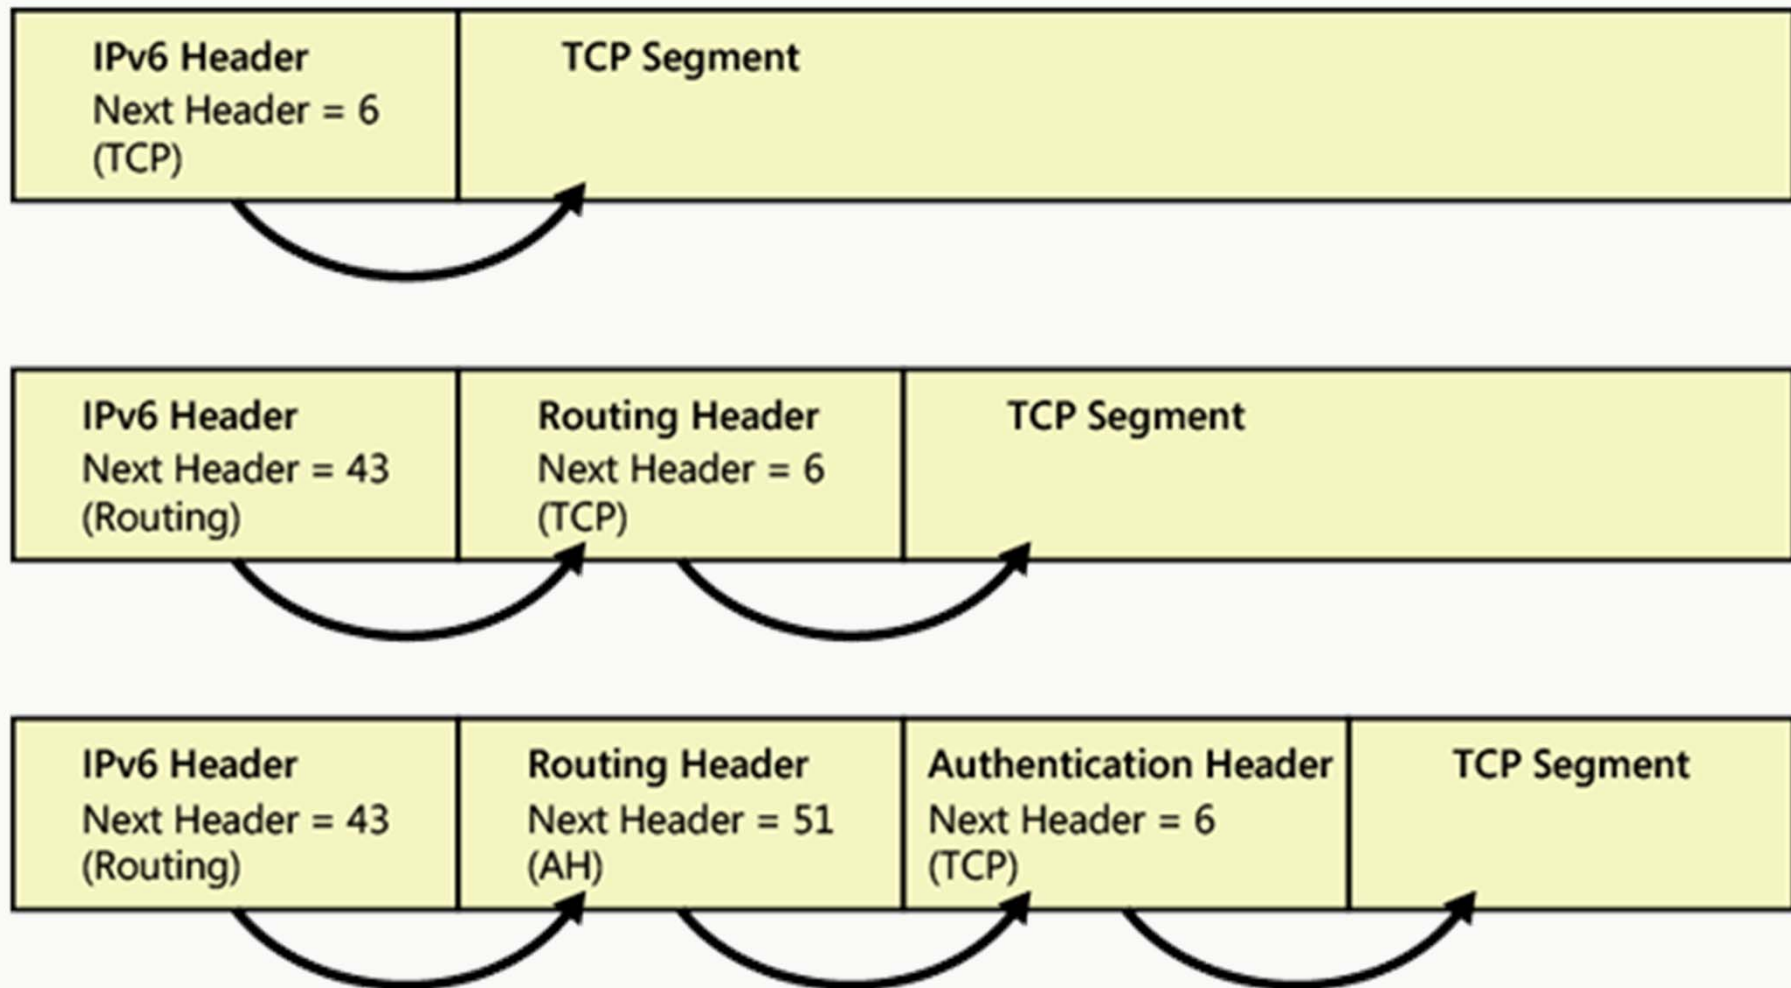 IPv6 Header
Next Header = 6
(TCP)
TCP Segment
IPv6 Header
Next Header = 43
(Routing)
Routing Header
Next Header = 6
(TCP)
TCP Segment
IPv6 Header
Next Header = 43
(Routing)
Routing Header
Next Header = 51
(AH)
Authentication Header
Next Header = 6
(TCP)
TCP Segment